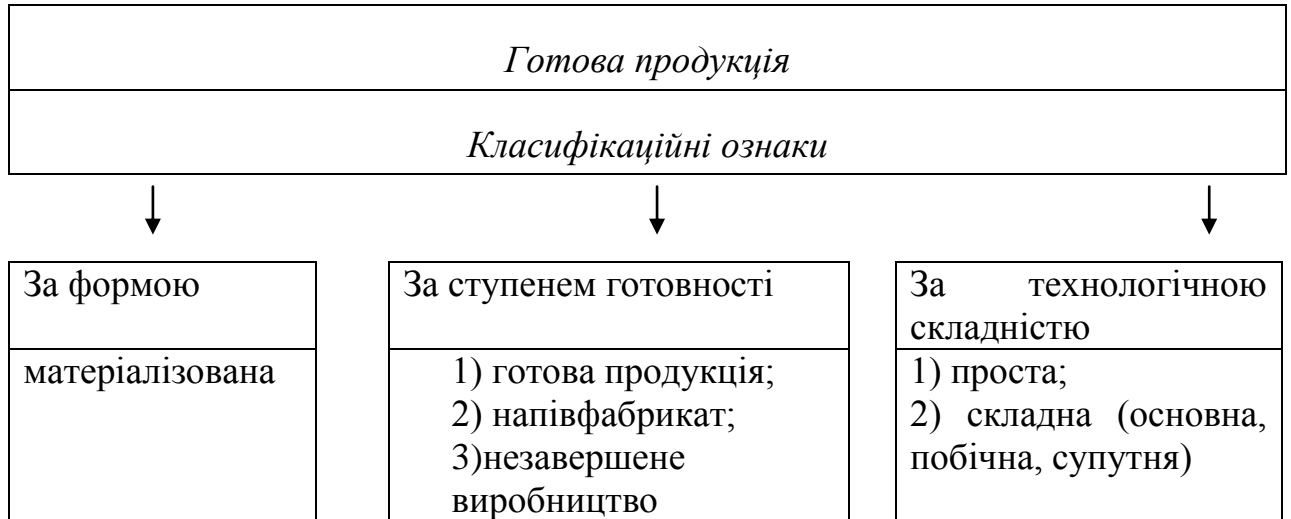 Готова продукція
Класифікаційні ознаки
За формою
матеріалізована
За ступенем готовності
1) готова продукція;
2) напівфабрикат;
3)незавершене
виробництво
За технологічною
складністю
1) проста;
2) складна (основна,
побічна, супутня)